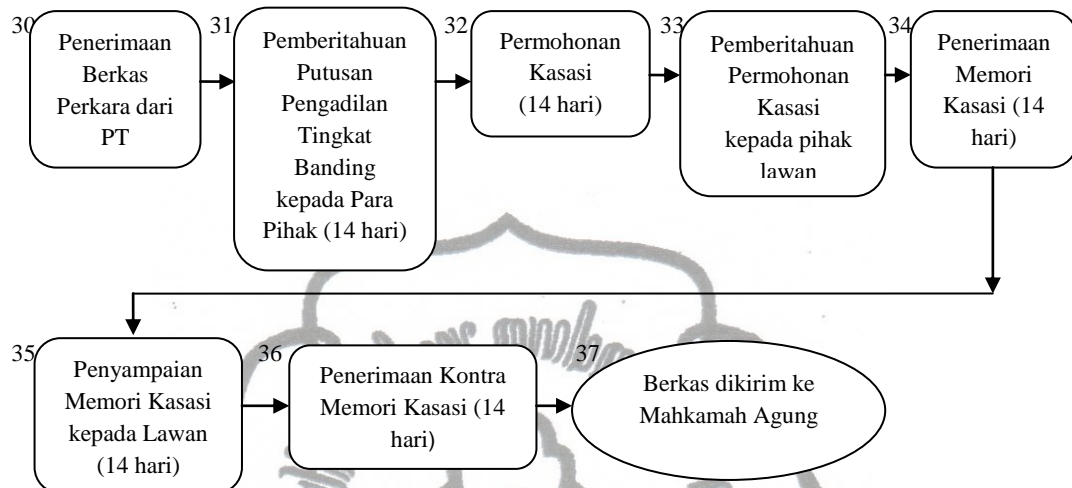 30
Penerimaan
Berkas
Perkara dari
PT
31
Pemberitahuan
Putusan
Pengadilan
Tingkat
Banding
kepada Para
Pihak (14 hari)
32
Permohonan
Kasasi
(14 hari)
33
Pemberitahuan
Permohonan
Kasasi
kepada pihak
lawan
34
Penerimaan
Memori
Kasasi (14
hari)
35
Penyampaian
Memori Kasasi
kepada Lawan
(14 hari)
36
Penerimaan Kontra
Memori Kasasi (14
hari)
37
Berkas dikirim ke
Mahkamah Agung